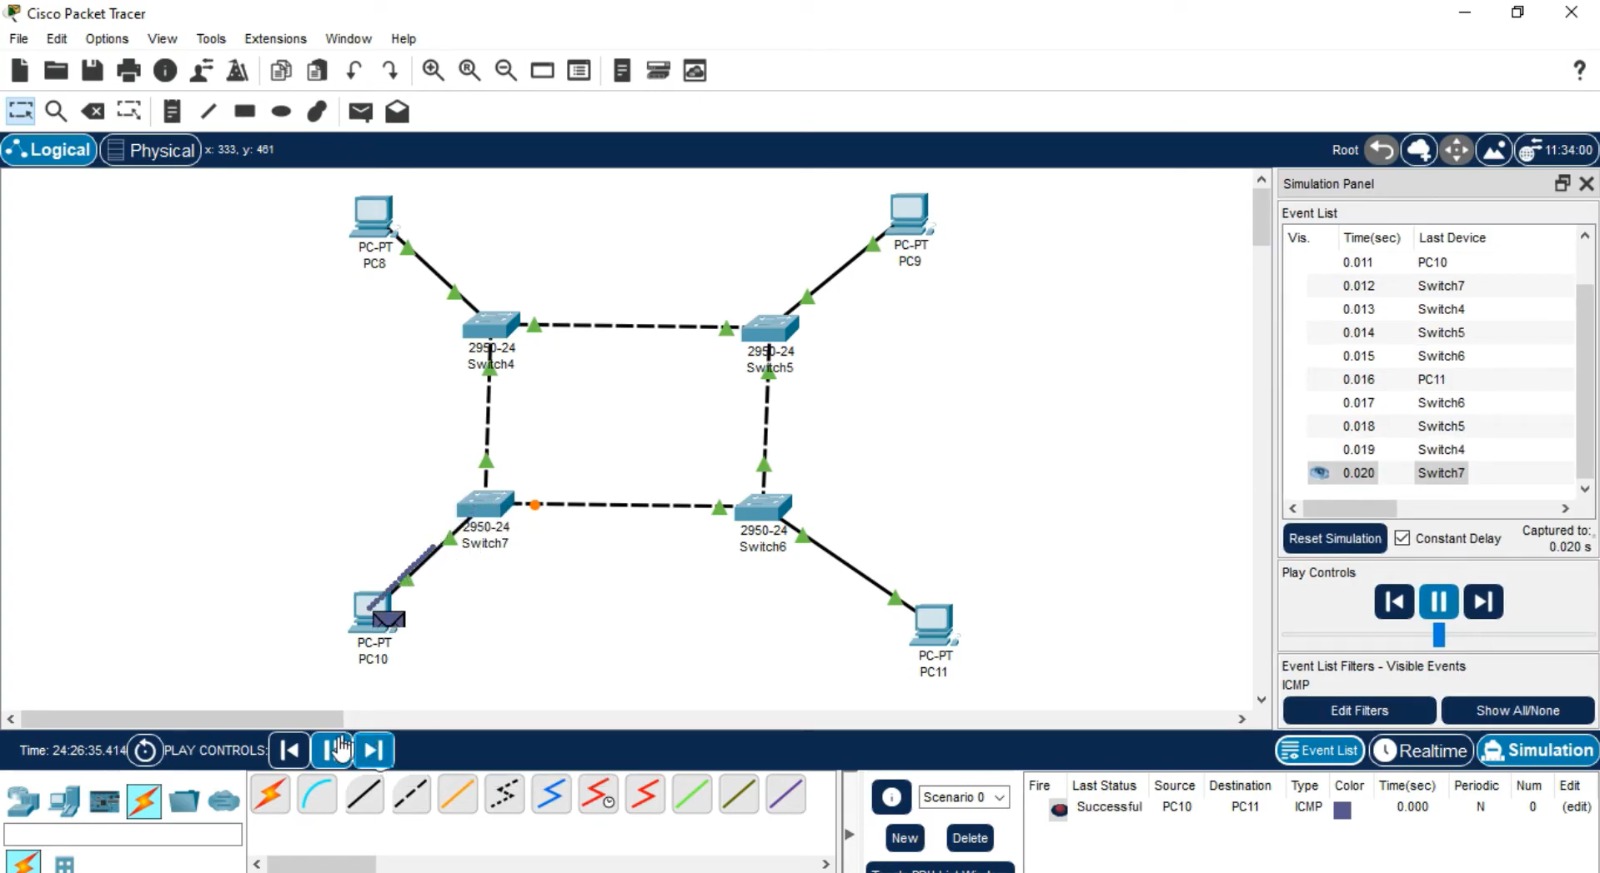 Cisco Packet Tracer
File Edit Options View Tools Extensions Window Help
Logical Physical x: 333, y: 461 Root 11:34:00
PC-PT
PC8
PC-PT
PC9
2950-24
Switch4
2950-24
Switch5
2950-24
Switch7
2950-24
Switch6
PC-PT
PC10
PC-PT
PC11
Simulation Panel
Event List
Vis. Time(sec) Last Device
0.011 PC10
0.012 Switch7
0.013 Switch4
0.014 Switch5
0.015 Switch6
0.016 PC11
0.017 Switch6
0.018 Switch5
0.019 Switch4
0.020 Switch7
Reset Simulation Constant Delay Captured to:
0.020 s
Play Controls
Event List Filters - Visible Events
ICMP
Edit Filters Show All/None
Time: 24:26:35.414 PLAY CONTROLS: Event List Realtime Simulation
Scenario 0
New Delete
Fire Last Status Source Destination Type Color Time(sec) Periodic Num Edit
Successful PC10 PC11 ICMP 0.000 N 0 (edit)